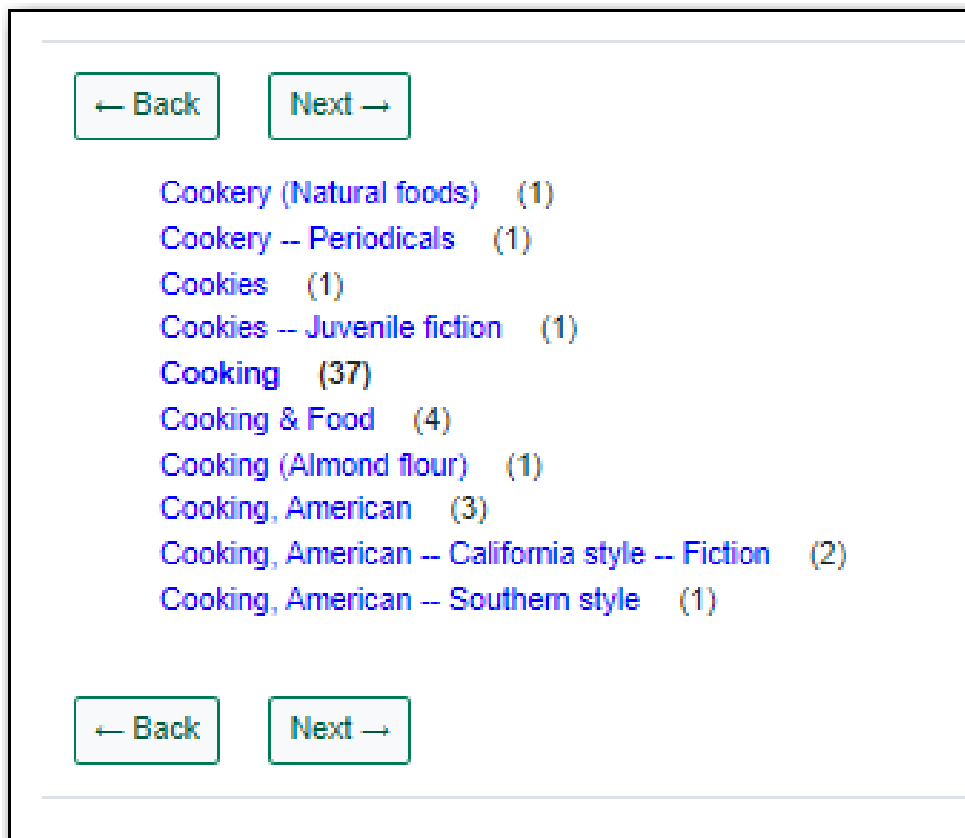 ← Back Next →
Cookery (Natural foods) (1)
Cookery -- Periodicals (1)
Cookies (1)
Cookies -- Juvenile fiction (1)
Cooking (37)
Cooking & Food (4)
Cooking (Almond flour) (1)
Cooking, American (3)
Cooking, American -- California style -- Fiction (2)
Cooking, American -- Southern style (1)
← Back Next →